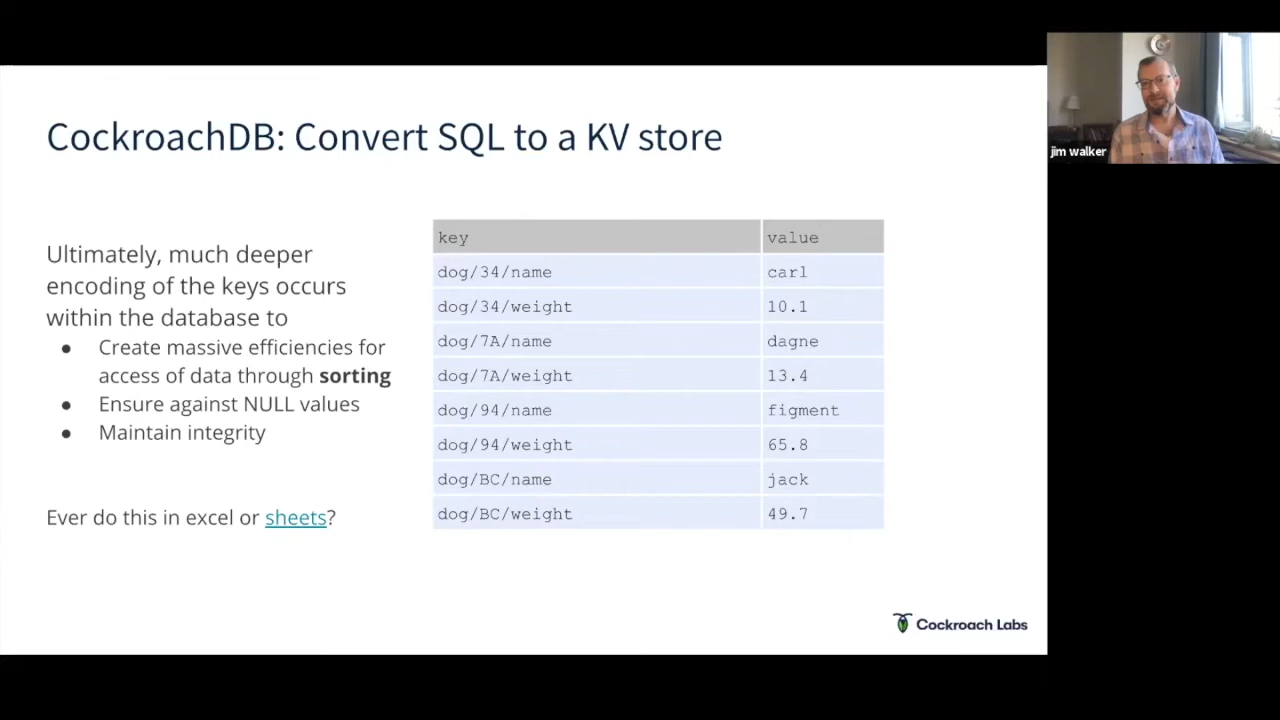 CockroachDB: Convert SQL to a KV store
jim walker
Ultimately, much deeper
encoding of the keys occurs
within the database to
● Create massive efficiencies for
access of data through sorting
● Ensure against NULL values
● Maintain integrity
Ever do this in excel or sheets?
key value
dog/34/name carl
dog/34/weight 10.1
dog/7A/name dagne
dog/7A/weight 13.4
dog/94/name figment
dog/94/weight 65.8
dog/BC/name jack
dog/BC/weight 49.7
Cockroach Labs